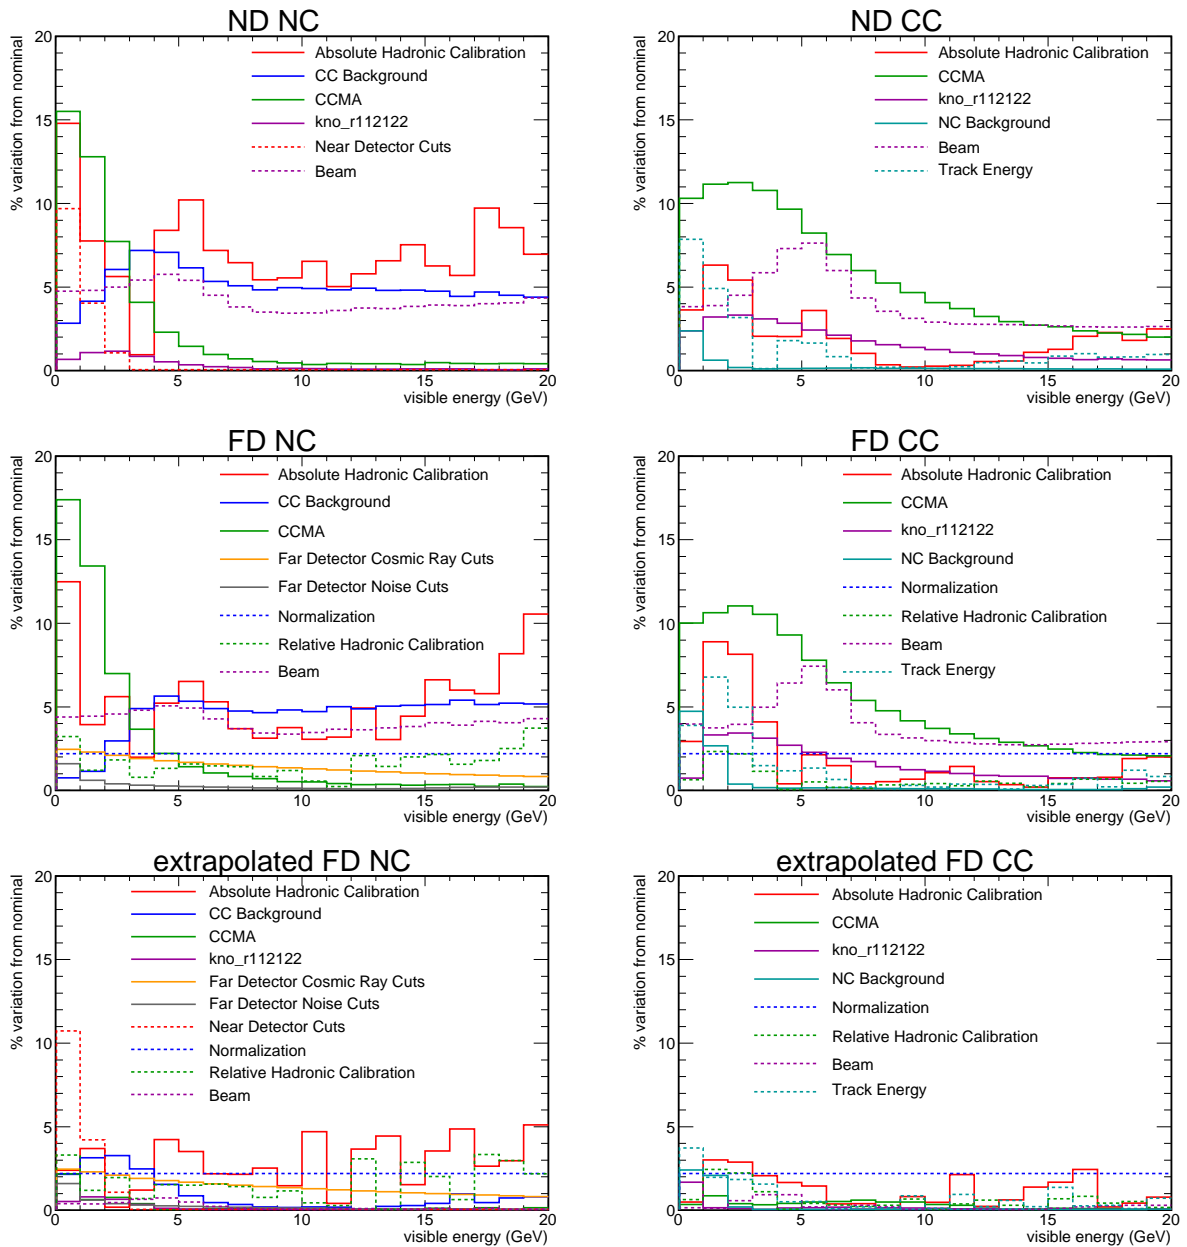 ND NC
% variation from nominal
20
15
10
5
0
Absolute Hadronic Calibration
CC Background
CCMA
kno_r112122
Near Detector Cuts
Beam
0 5 10 15 20
visible energy (GeV)
ND CC
% variation from nominal
20
15
10
5
0
Absolute Hadronic Calibration
CCMA
kno_r112122
NC Background
Beam
Track Energy
0 5 10 15 20
visible energy (GeV)
FD NC
% variation from nominal
20
15
10
5
0
Absolute Hadronic Calibration
CC Background
CCMA
Far Detector Cosmic Ray Cuts
Far Detector Noise Cuts
Normalization
Relative Hadronic Calibration
Beam
0 5 10 15 20
visible energy (GeV)
FD CC
% variation from nominal
20
15
10
5
0
Absolute Hadronic Calibration
CCMA
kno_r112122
NC Background
Normalization
Relative Hadronic Calibration
Beam
Track Energy
0 5 10 15 20
visible energy (GeV)
extrapolated FD NC
% variation from nominal
20
15
10
5
0
Absolute Hadronic Calibration
CC Background
CCMA
kno_r112122
Far Detector Cosmic Ray Cuts
Far Detector Noise Cuts
Near Detector Cuts
Normalization
Relative Hadronic Calibration
Beam
0 5 10 15 20
visible energy (GeV)
extrapolated FD CC
% variation from nominal
20
15
10
5
0
Absolute Hadronic Calibration
CCMA
kno_r112122
NC Background
Normalization
Relative Hadronic Calibration
Beam
Track Energy
0 5 10 15 20
visible energy (GeV)